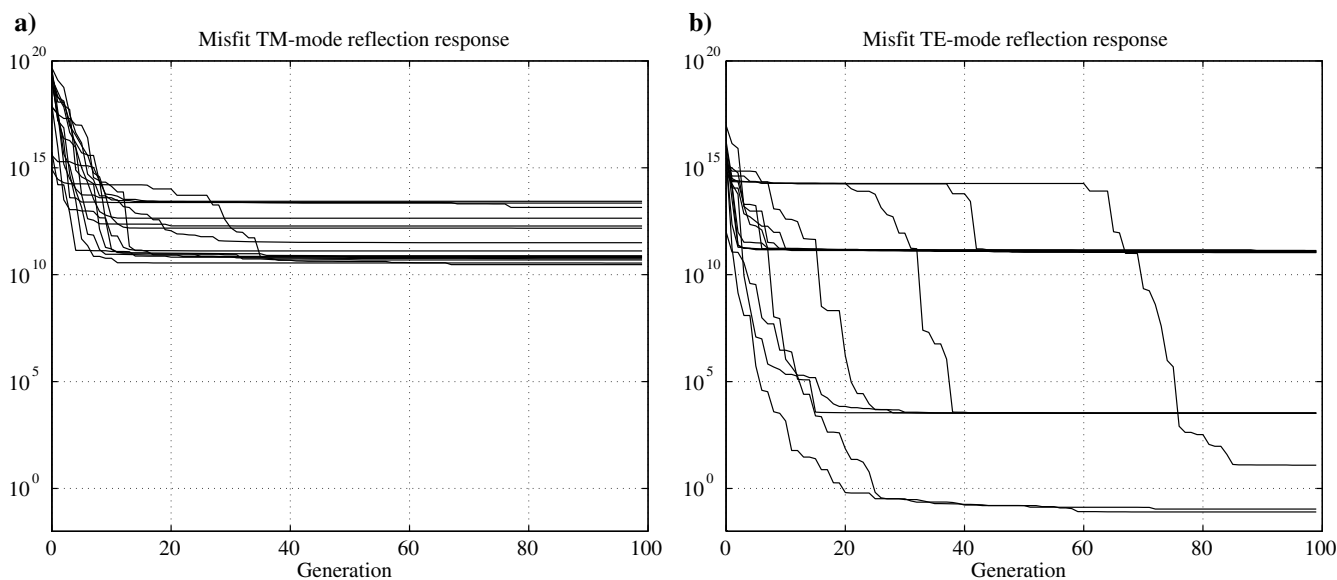 a)
Misfit TM-mode reflection response
10^20
10^15
10^10
10^5
10^0
0 20 40 60 80 100
Generation
b)
Misfit TE-mode reflection response
10^20
10^15
10^10
10^5
10^0
0 20 40 60 80 100
Generation